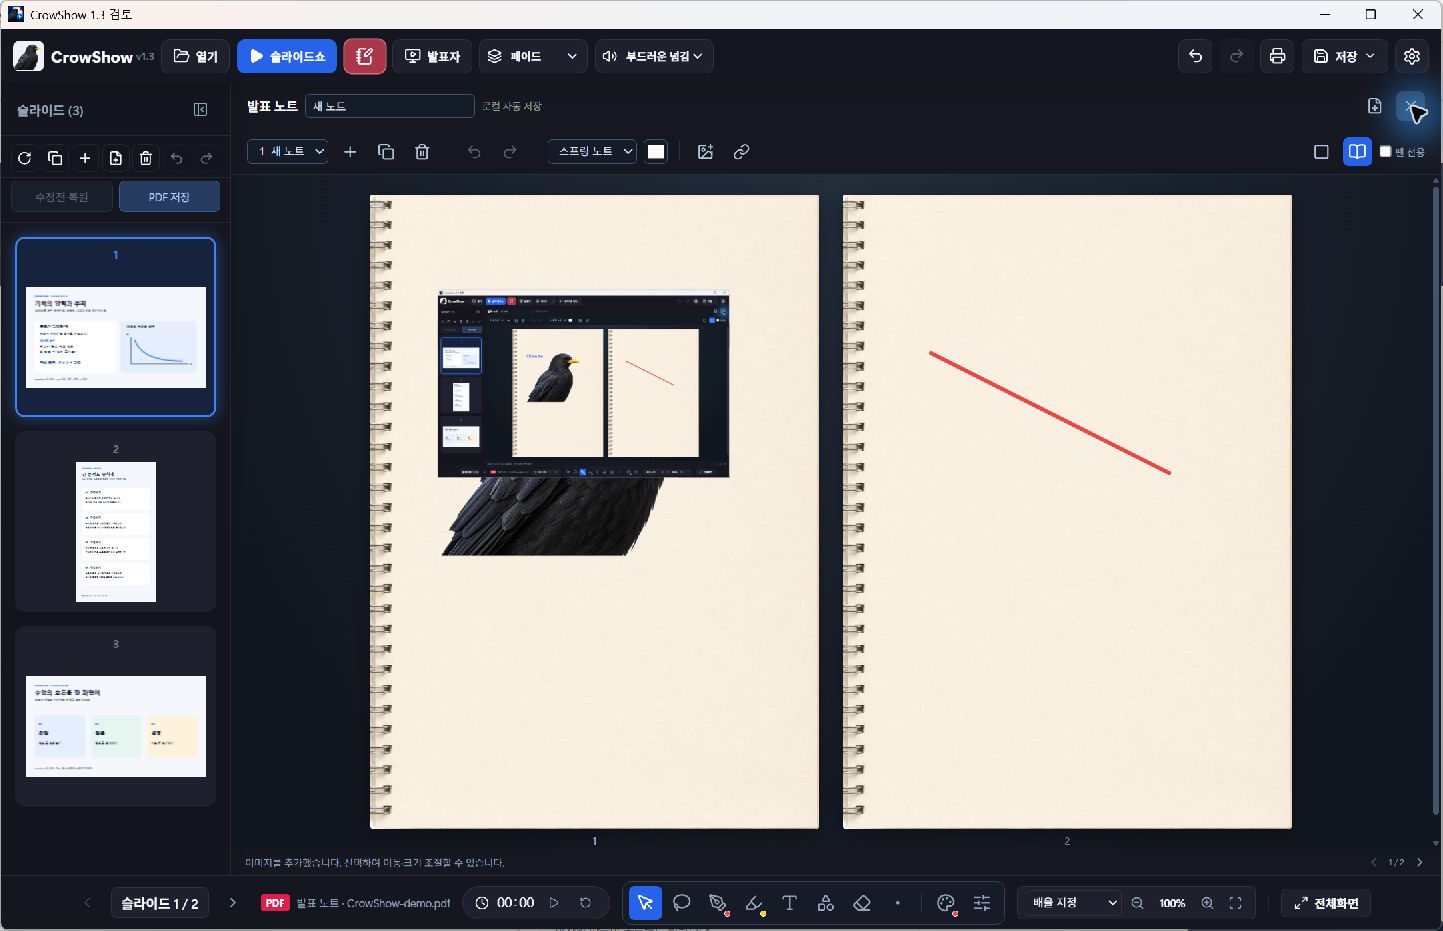 CrowShow 1.3 검토
CrowShow v1.3
열기
슬라이드쇼
발표자
페이드
부드러운 넘김
저장
슬라이드 (3)
발표 노트
새 노트
로컬 자동 저장
1 새 노트
스프링 노트
펜 전용
수정전 복원
PDF 저장
1
2
3
1
2
이미지를 추가했습니다. 선택하여 이동·크기 조절할 수 있습니다.
1/2
슬라이드 1 / 2
PDF
발표 노트 · CrowShow-demo.pdf
00:00
배율 지정
100%
전체화면